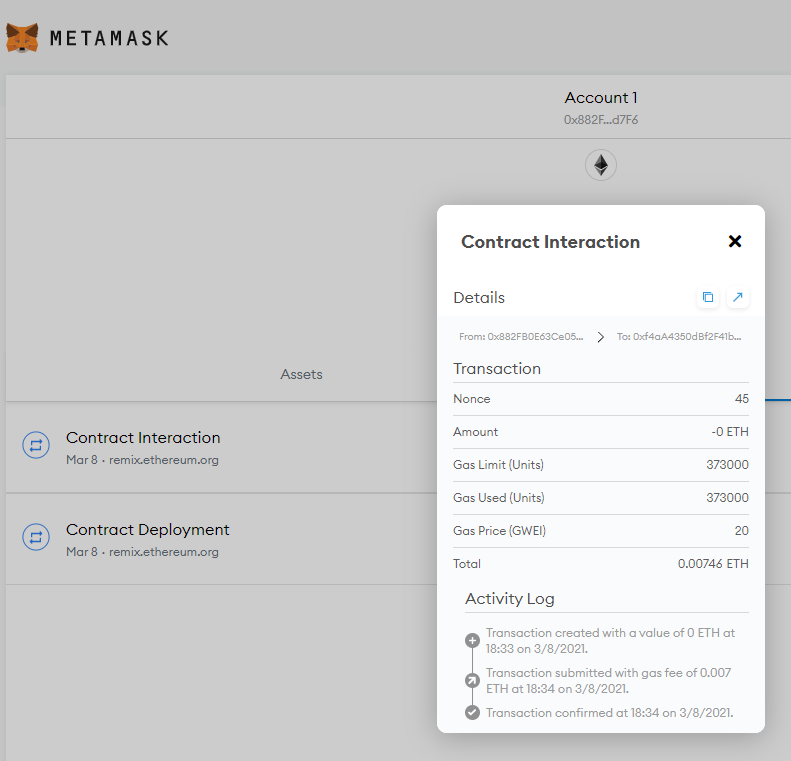 METAMASK
Account 1
0x882F...d7F6
Contract Interaction
Details
From: 0x882FB0E63Ce05...
To: 0xf4aA4350dBf2F41b...
Transaction
Nonce 45
Amount -0 ETH
Gas Limit (Units) 373000
Gas Used (Units) 373000
Gas Price (GWEI) 20
Total 0.00746 ETH
Activity Log
Transaction created with a value of 0 ETH at
18:33 on 3/8/2021.
Transaction submitted with gas fee of 0.007
ETH at 18:34 on 3/8/2021.
Transaction confirmed at 18:34 on 3/8/2021.
Assets
Contract Interaction
Mar 8 · remix.ethereum.org
Contract Deployment
Mar 8 · remix.ethereum.org